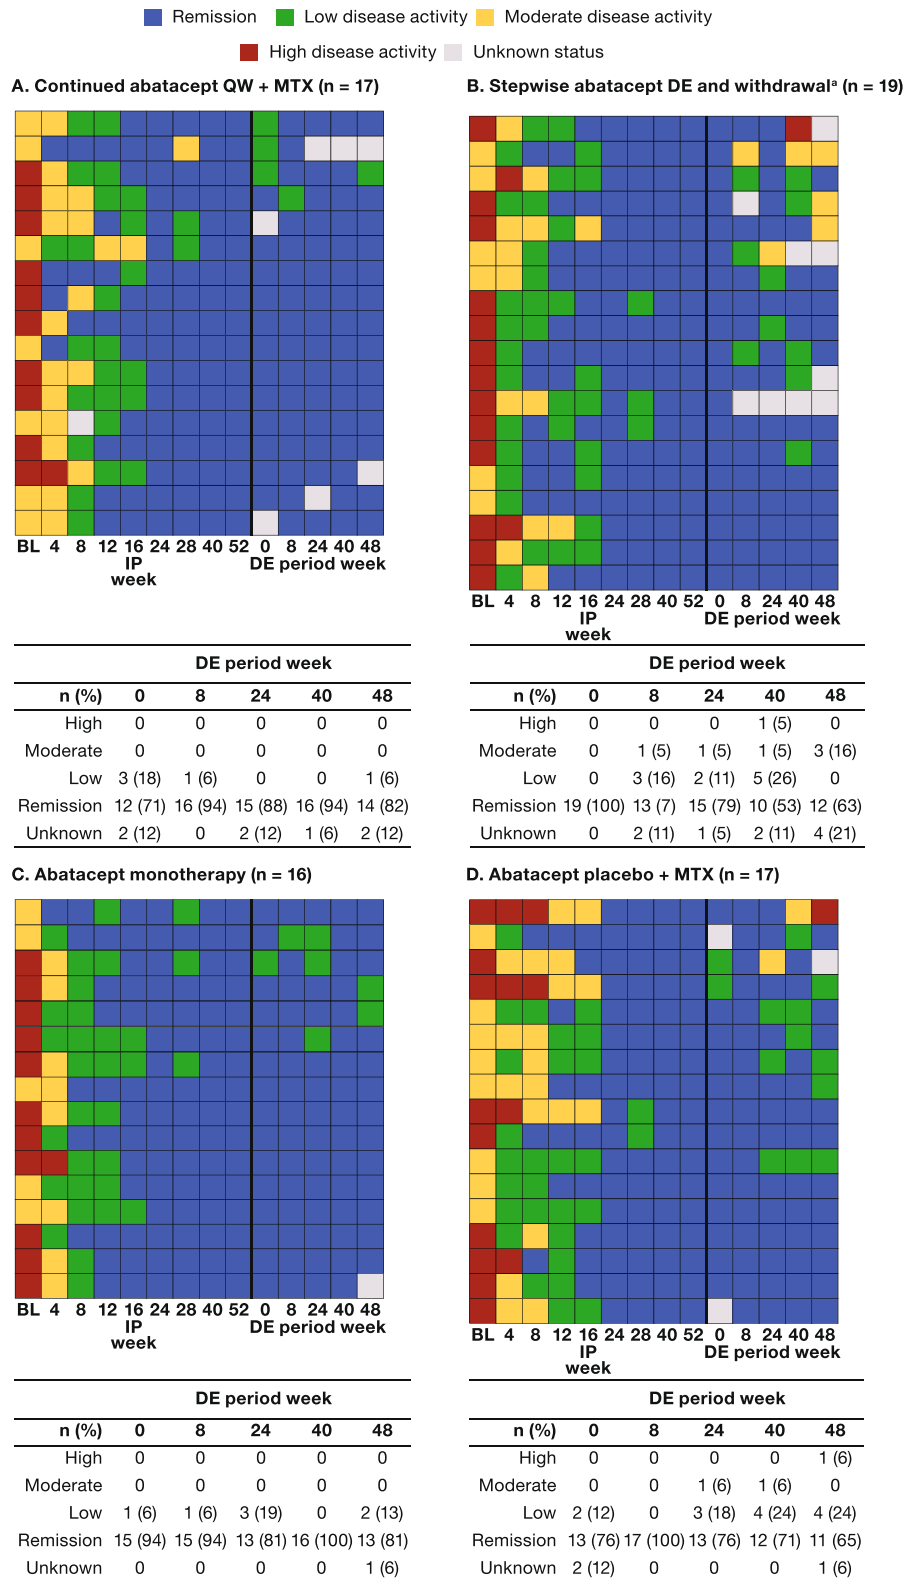 Remission Low disease activity Moderate disease activity
High disease activity Unknown status
A. Continued abatacept QW + MTX (n = 17)
BL 4 8 12 16 24 28 40 52 0 8 24 40 48
IP week DE period week
DE period week
n (%) 0 8 24 40 48
High 0 0 0 0 0
Moderate 0 0 0 0 0
Low 3 (18) 1 (6) 0 0 1 (6)
Remission 12 (71) 16 (94) 15 (88) 16 (94) 14 (82)
Unknown 2 (12) 0 2 (12) 1 (6) 2 (12)
B. Stepwise abatacept DE and withdrawalᵃ (n = 19)
BL 4 8 12 16 24 28 40 52 0 8 24 40 48
IP week DE period week
DE period week
n (%) 0 8 24 40 48
High 0 0 0 1 (5) 0
Moderate 0 1 (5) 1 (5) 1 (5) 3 (16)
Low 0 3 (16) 2 (11) 5 (26) 0
Remission 19 (100) 13 (7) 15 (79) 10 (53) 12 (63)
Unknown 0 2 (11) 1 (5) 2 (11) 4 (21)
C. Abatacept monotherapy (n = 16)
BL 4 8 12 16 24 28 40 52 0 8 24 40 48
IP week DE period week
DE period week
n (%) 0 8 24 40 48
High 0 0 0 0 0
Moderate 0 0 0 0 0
Low 1 (6) 1 (6) 3 (19) 0 2 (13)
Remission 15 (94) 15 (94) 13 (81) 16 (100) 13 (81)
Unknown 0 0 0 0 1 (6)
D. Abatacept placebo + MTX (n = 17)
BL 4 8 12 16 24 28 40 52 0 8 24 40 48
IP week DE period week
DE period week
n (%) 0 8 24 40 48
High 0 0 0 0 1 (6)
Moderate 0 0 1 (6) 1 (6) 0
Low 2 (12) 0 3 (18) 4 (24) 4 (24)
Remission 13 (76) 17 (100) 13 (76) 12 (71) 11 (65)
Unknown 2 (12) 0 0 0 1 (6)